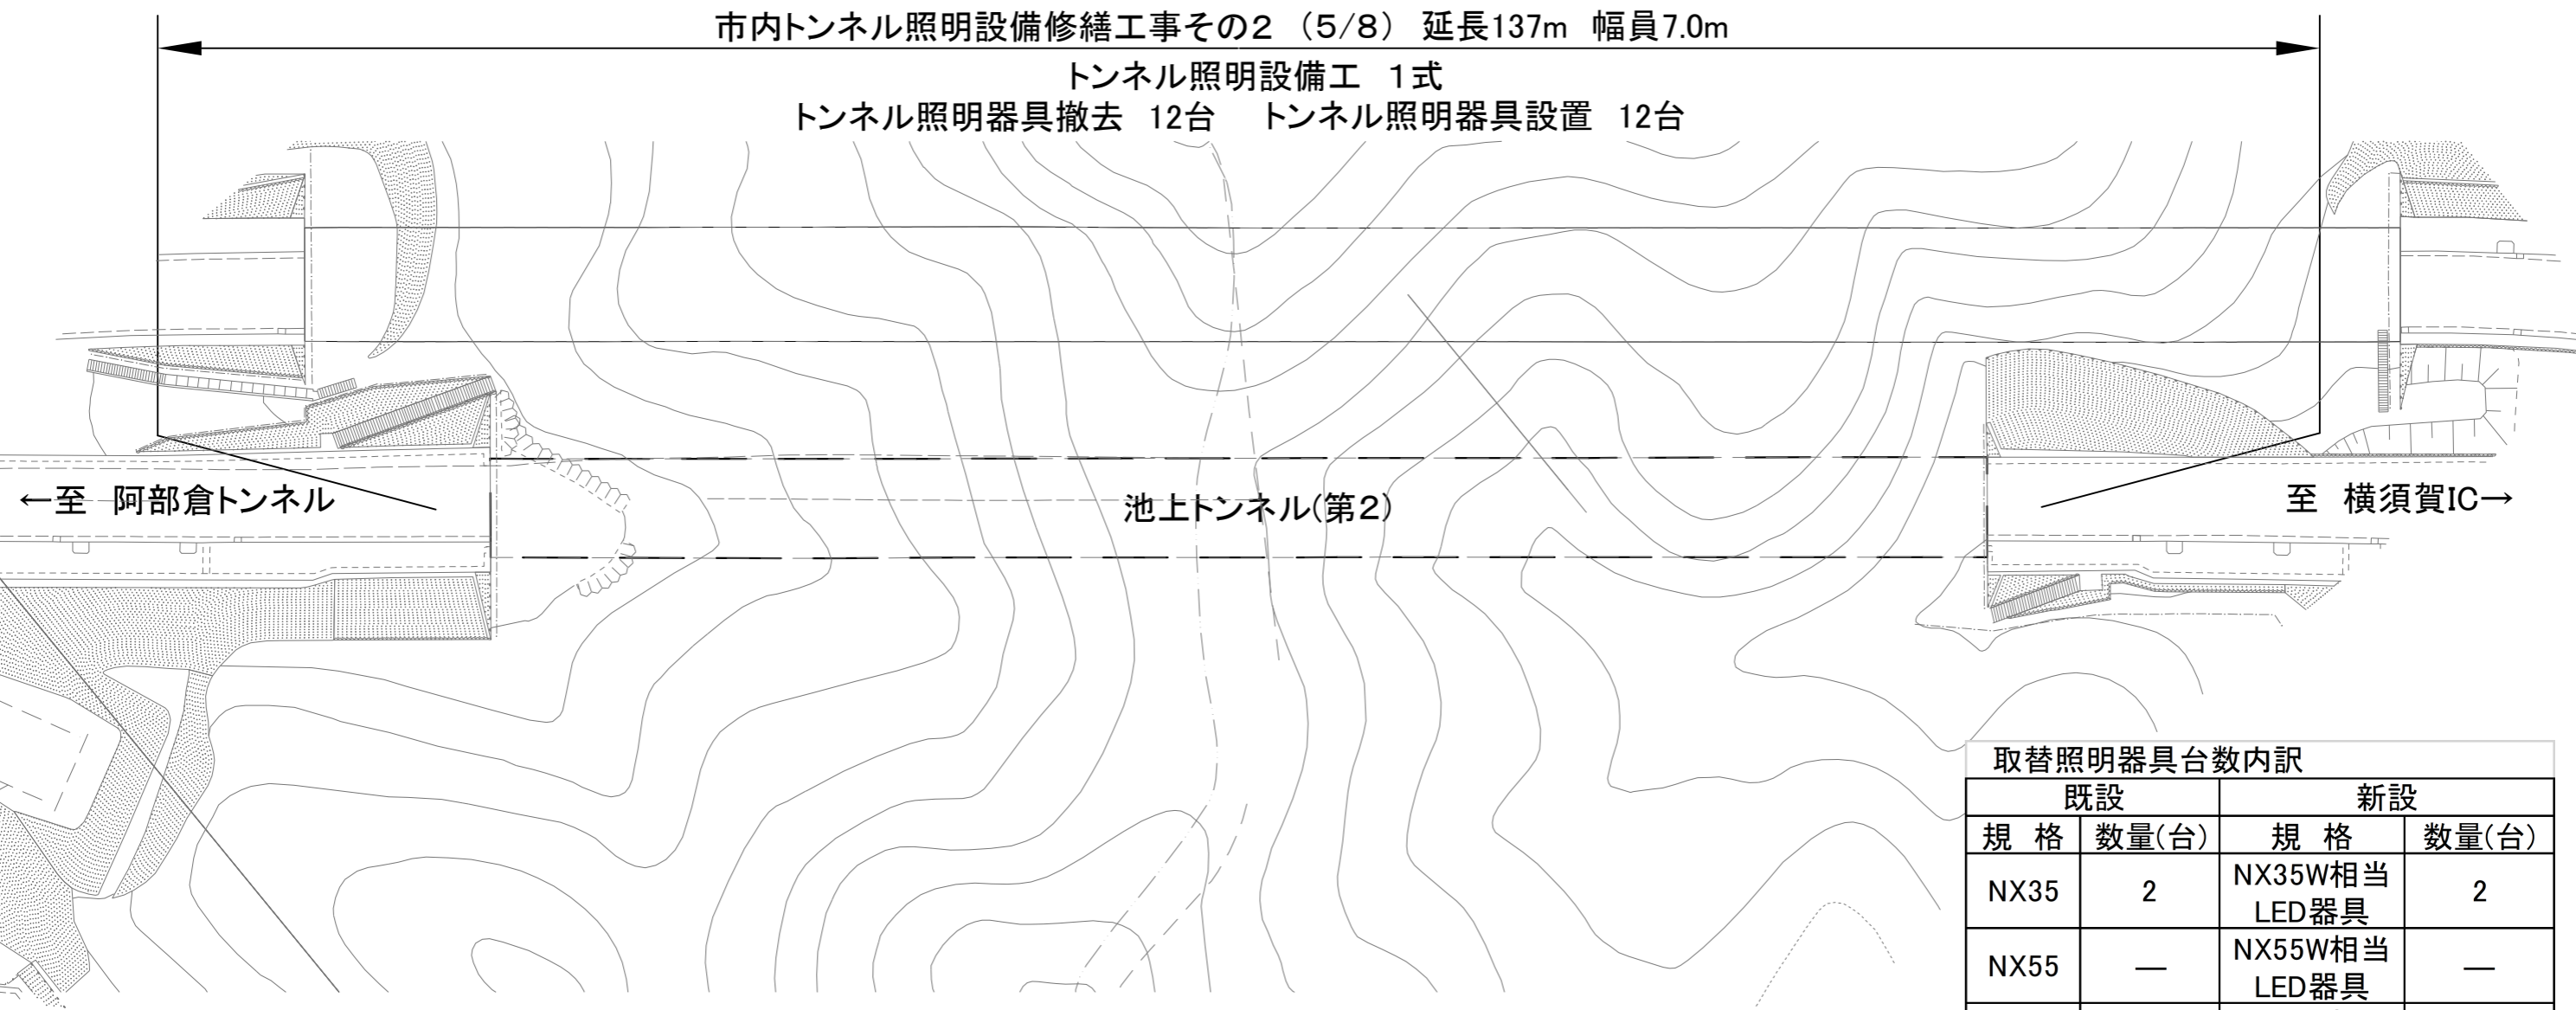 市内トンネル照明設備修繕工事その2 (5/8) 延長137m 幅員7.0m
トンネル照明設備工 1式
トンネル照明器具撤去 12台 トンネル照明器具設置 12台
←至 阿部倉トンネル
池上トンネル(第2)
至 横須賀IC→
取替照明器具台数内訳
既設 新設
規 格 数量(台) 規 格 数量(台)
NX35 2 NX35W相当 2
LED器具
NX55 — NX55W相当 —
LED器具